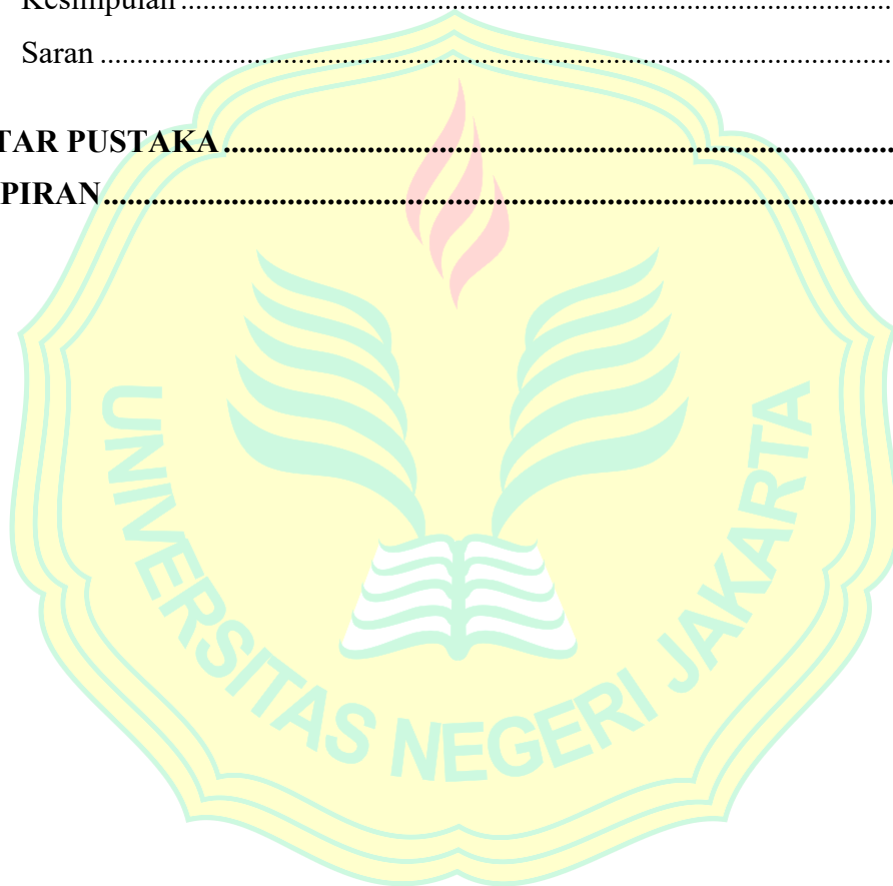 Kesimpulan ........................................................................................
Saran ...................................................................................................
TAR PUSTAKA ....................................................................................
PIRAN ..................................................................................................
UNIVERSITAS NEGERI JAKARTA